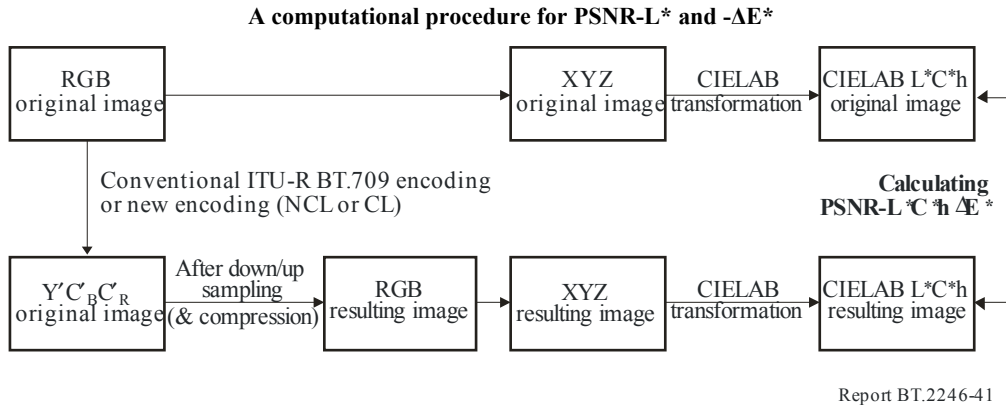 A computational procedure for PSNR-L* and -ΔE*
RGB
original image
XYZ
original image
CIELAB
transformation
CIELAB L*C*h
original image
Conventional ITU-R BT.709 encoding
or new encoding (NCL or CL)
Calculating
PSNR-L*C*h ΔE*
Y′C′BC′R
original image
After down/up
sampling
(& compression)
RGB
resulting image
XYZ
resulting image
CIELAB
transformation
CIELAB L*C*h
resulting image
Report BT.2246-41